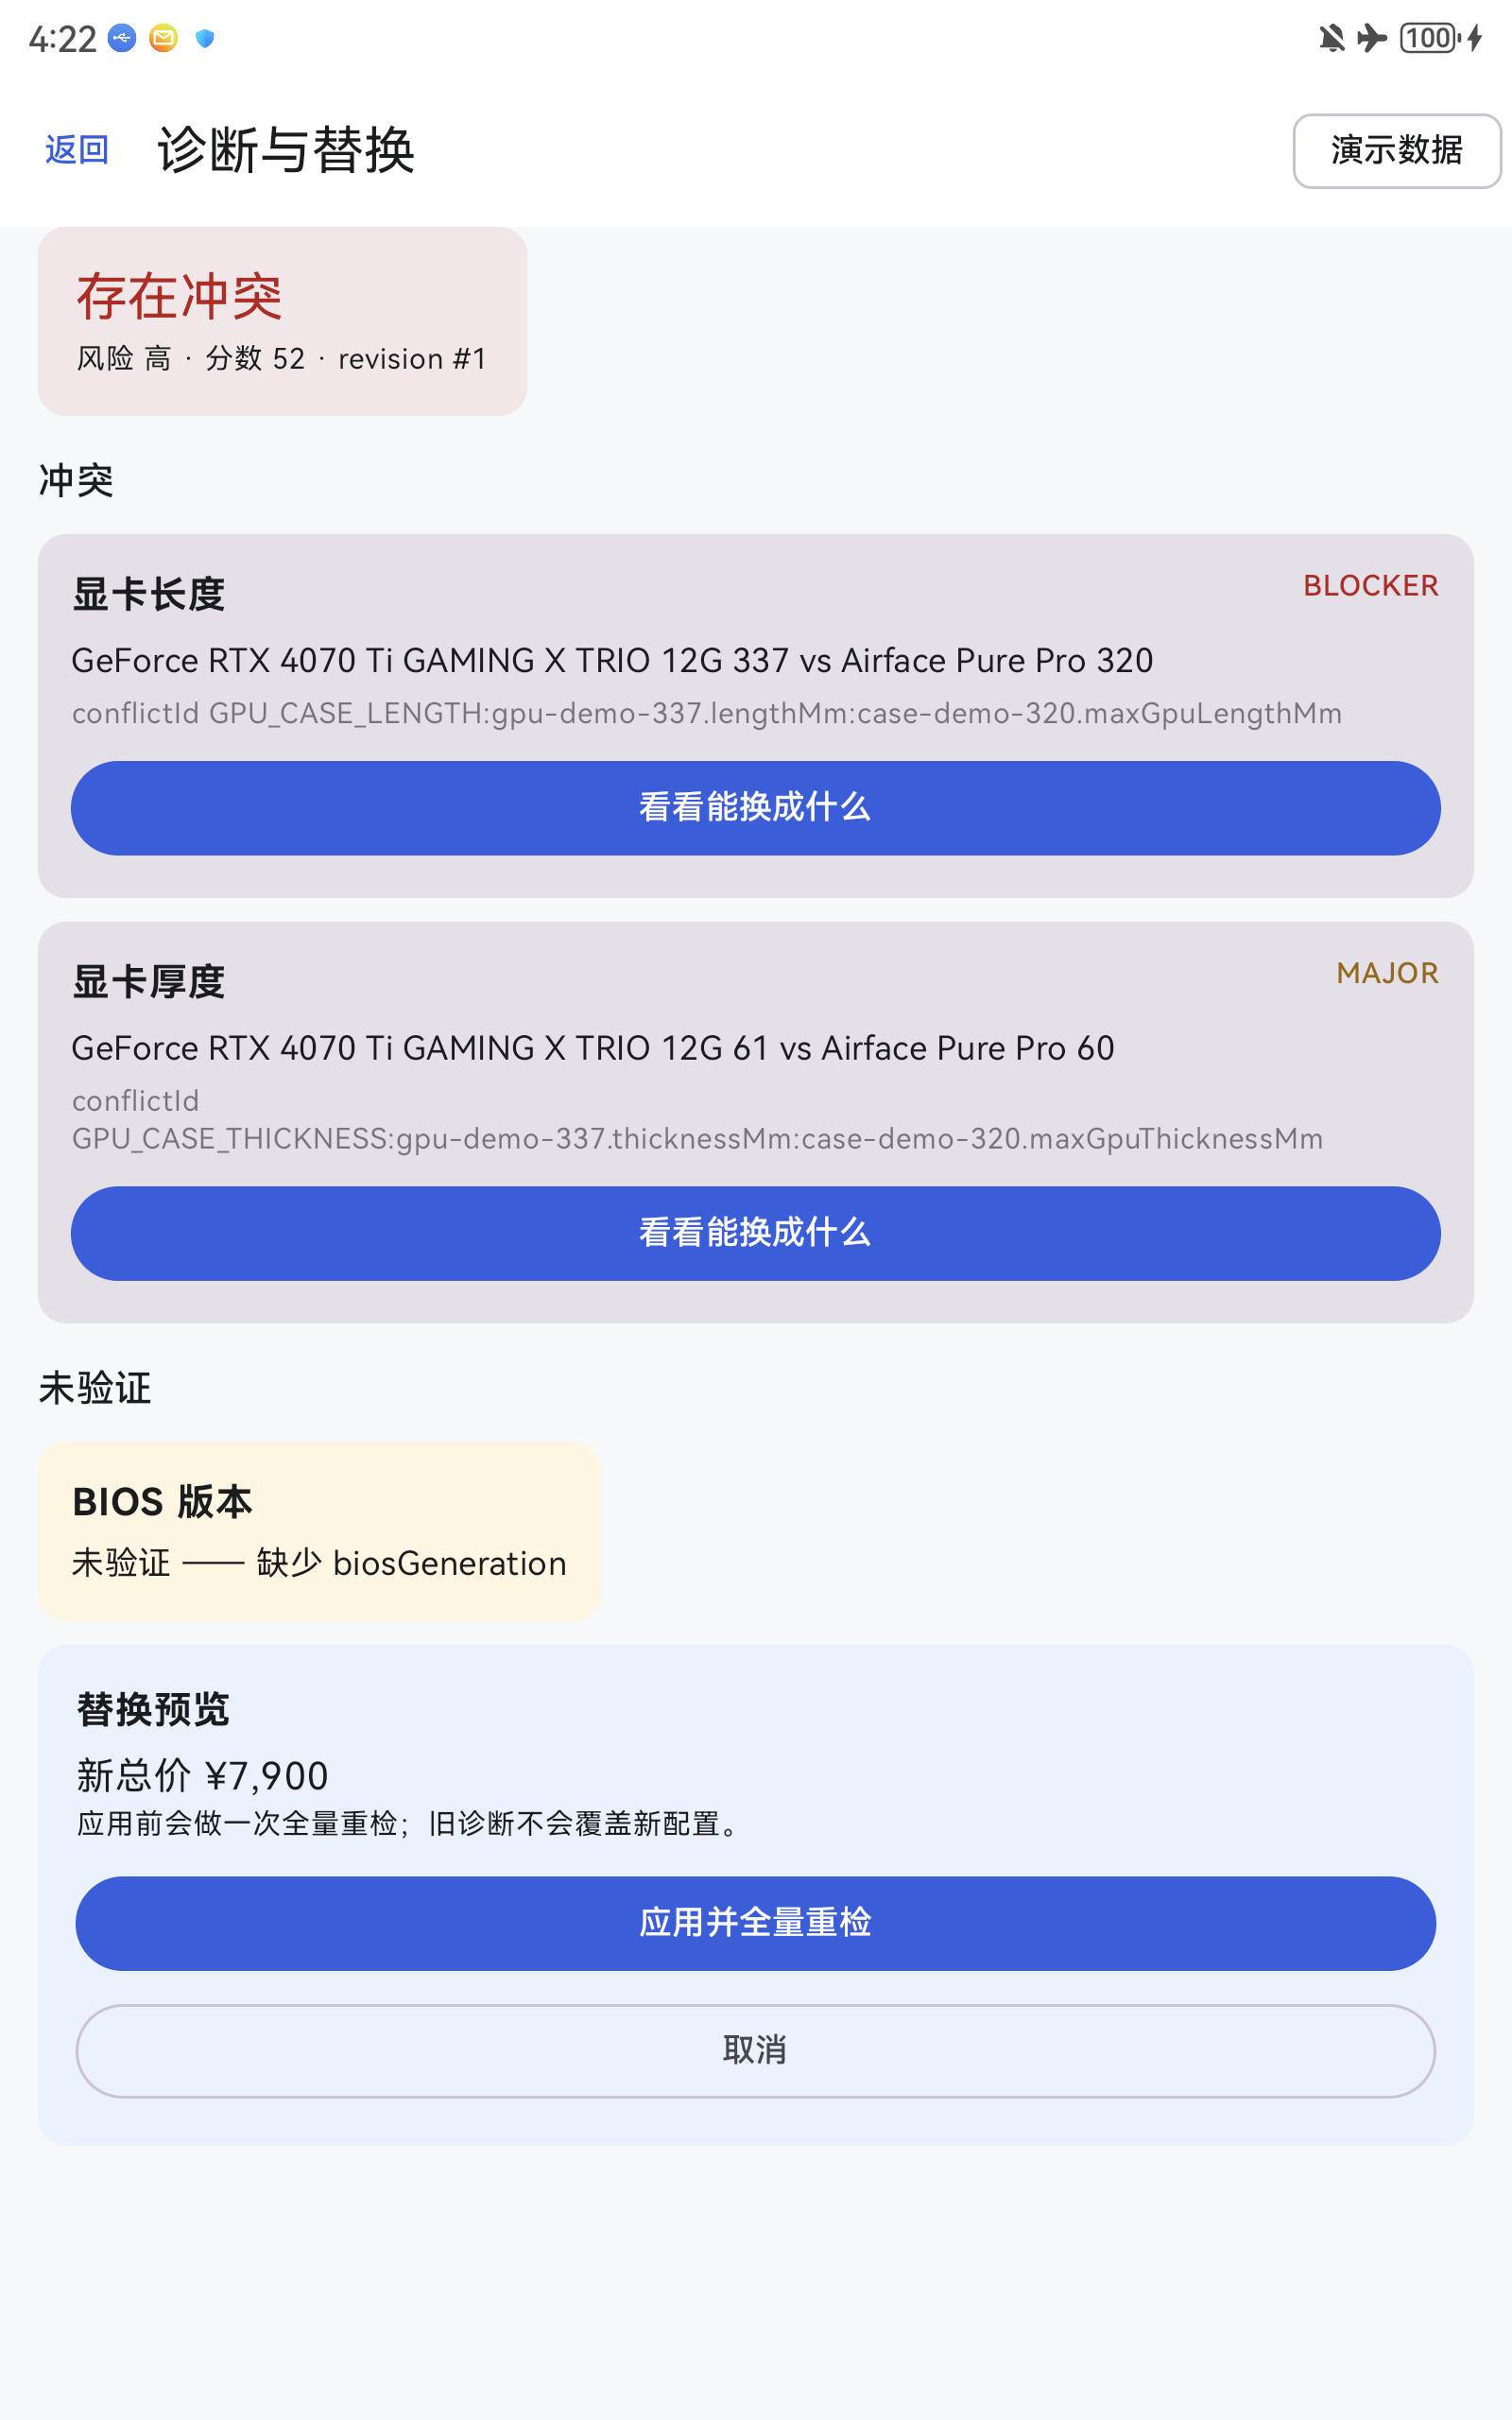 4:22
100
返回
诊断与替换
演示数据
存在冲突
风险 高 · 分数 52 · revision #1
冲突
显卡长度
BLOCKER
GeForce RTX 4070 Ti GAMING X TRIO 12G 337 vs Airface Pure Pro 320
conflictId GPU_CASE_LENGTH:gpu-demo-337.lengthMm:case-demo-320.maxGpuLengthMm
看看能换成什么
显卡厚度
MAJOR
GeForce RTX 4070 Ti GAMING X TRIO 12G 61 vs Airface Pure Pro 60
conflictId
GPU_CASE_THICKNESS:gpu-demo-337.thicknessMm:case-demo-320.maxGpuThicknessMm
看看能换成什么
未验证
BIOS 版本
未验证 —— 缺少 biosGeneration
替换预览
新总价 ¥7,900
应用前会做一次全量重检；旧诊断不会覆盖新配置。
应用并全量重检
取消